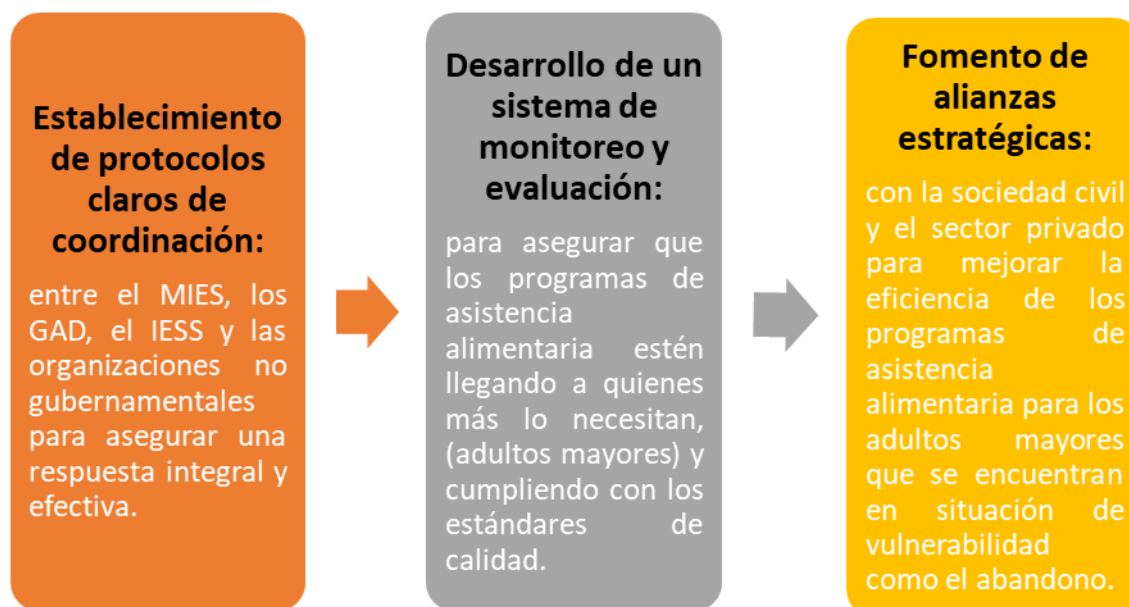 Establecimiento
de protocolos
claros de
coordinación:
entre el MIES, los
GAD, el IESS y las
organizaciones no
gubernamentales
para asegurar una
respuesta integral y
efectiva.
Desarrollo de un
sistema de
monitoreo y
evaluación:
para asegurar que
los programas de
asistencia
alimentaria estén
llegando a quienes
más lo necesitan,
(adultos mayores) y
cumpliendo con los
estándares de
calidad.
Fomento de
alianzas
estratégicas:
con la sociedad civil
y el sector privado
para mejorar la
eficiencia de los
programas de
asistencia
alimentaria para los
adultos mayores
que se encuentran
en situación de
vulnerabilidad
como el abandono.